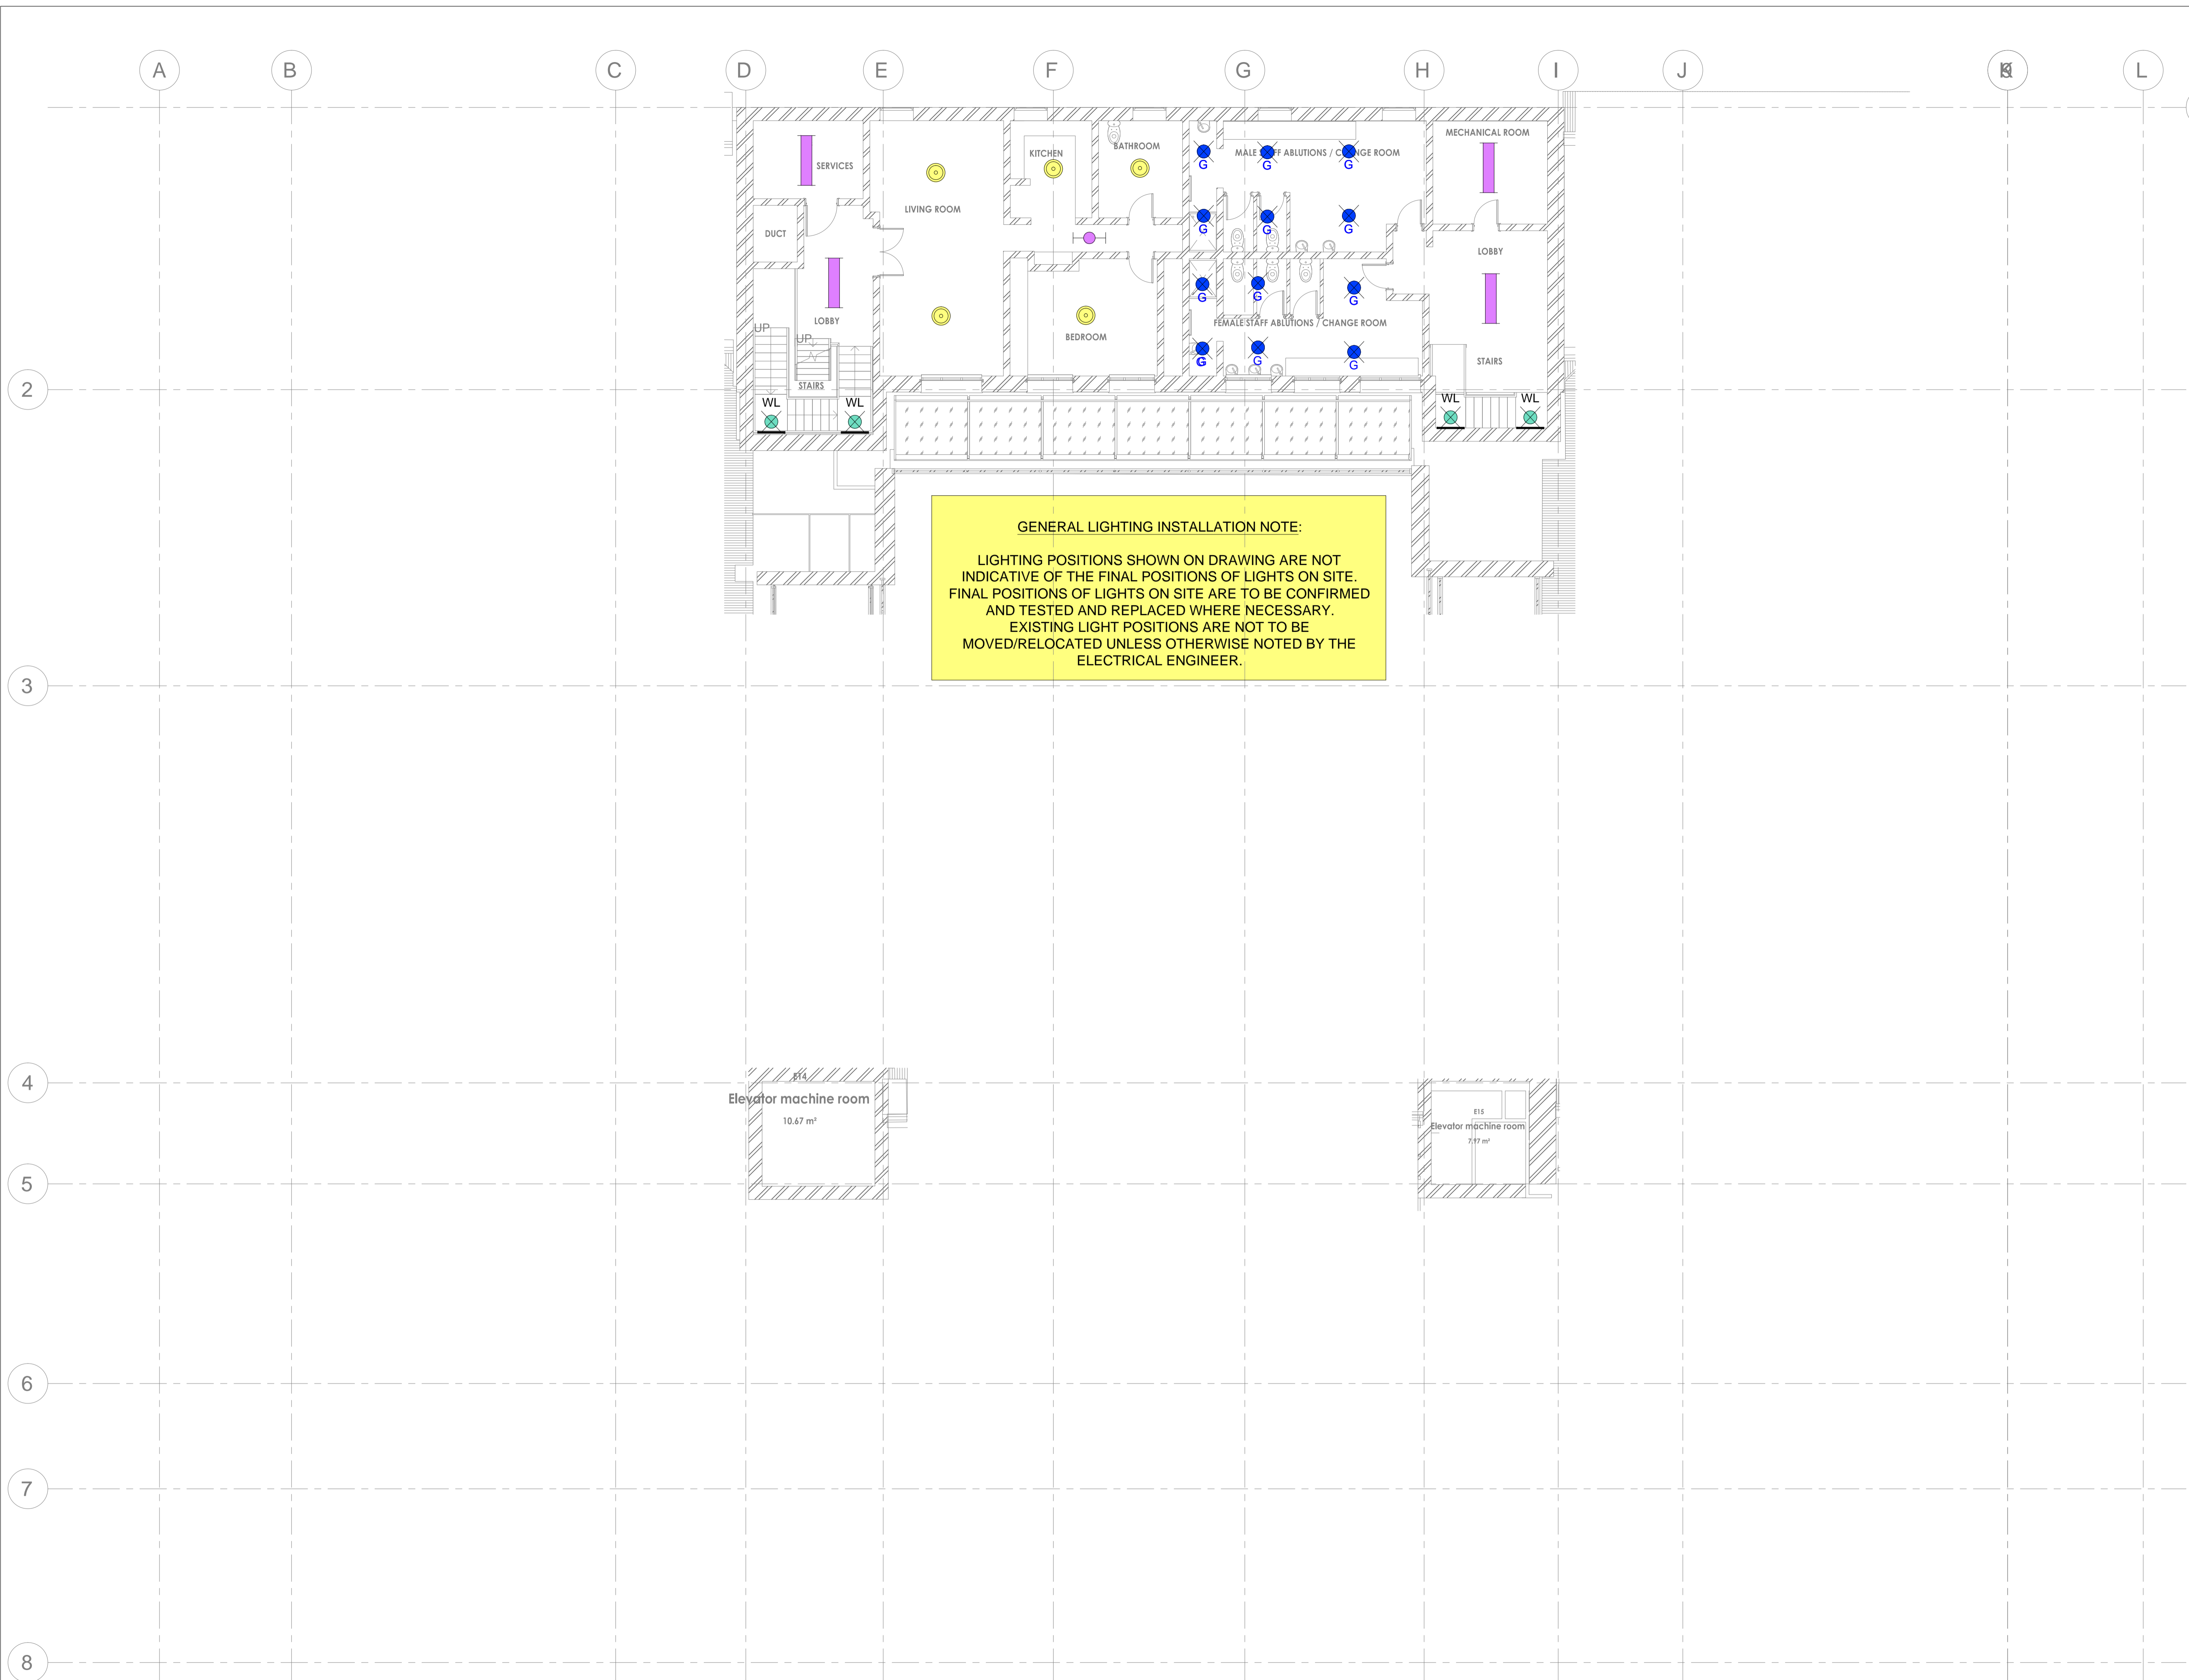 A
B
C
D
E
F
G
H
I
J
L
MECHANICAL ROOM
BATHROOM
KITCHEN
SERVICES
G
G
G
LIVING ROOM
DUCT
G
G
G
LOBBY
G
G
G
LOBBY
FEMALE STAFF ABLUTIONS / CHANGE ROOM
UP
UP
BEDROOM
G
G
G
STAIRS
STAIRS
2
WL
WL
WL
WL
GENERAL LIGHTING INSTALLATION NOTE:
LIGHTING POSITIONS SHOWN ON DRAWING ARE NOT
INDICATIVE OF THE FINAL POSITIONS OF LIGHTS ON SITE.
FINAL POSITIONS OF LIGHTS ON SITE ARE TO BE CONFIRMED
AND TESTED AND REPLACED WHERE NECESSARY.
EXISTING LIGHT POSITIONS ARE NOT TO BE
MOVED/RELOCATED UNLESS OTHERWISE NOTED BY THE
ELECTRICAL ENGINEER.
3
4
E14
Elevator machine room
10.67 m²
E15
Elevator machine room
7.97 m²
5
6
7
8